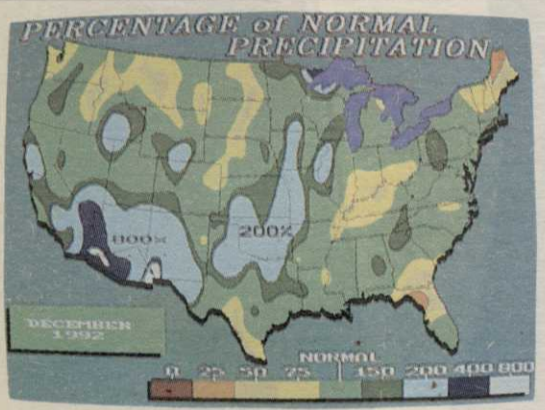 PERCENTAGE of NORMAL
PRECIPITATION
800%
200%
DECEMBER
1992
NORMAL
0 25 50 75 150 200 400 800